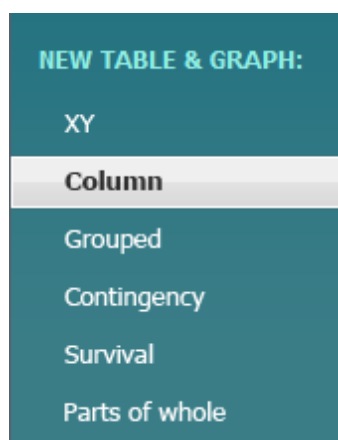 NEW TABLE & GRAPH:
XY
Column
Grouped
Contingency
Survival
Parts of whole